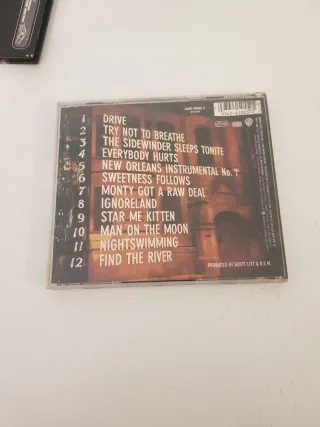 1 DRIVE
2 TRY NOT TO BREATHE
3 THE SIDEWINDER SLEEPS TONITE
4 EVERYBODY HURTS
5 NEW ORLEANS INSTRUMENTAL No. 1
6 SWEETNESS FOLLOWS
7 MONTY GOT A RAW DEAL
8 IGNORELAND
9 STAR ME KITTEN
10 MAN ON THE MOON
11 NIGHTSWIMMING
12 FIND THE RIVER
PRODUCED BY SCOTT LITT & R.E.M.